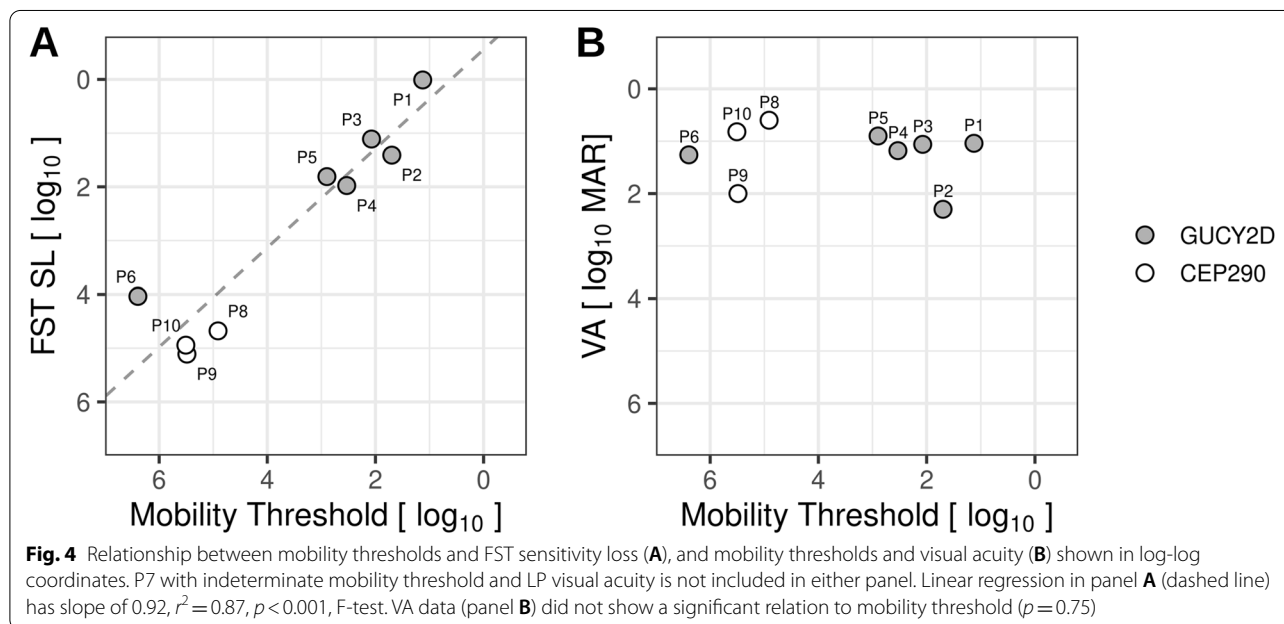 A
B
0
2
4
6
FST SL [ log10 ]
P1
P3
P2
P5
P4
P6
P10
P8
P9
6 4 2 0
Mobility Threshold [ log10 ]
0
2
4
6
VA [ log10 MAR]
P10 P8
P6
P9
P5
P4 P3 P1
P2
6 4 2 0
Mobility Threshold [ log10 ]
GUCY2D
CEP290
Fig. 4 Relationship between mobility thresholds and FST sensitivity loss (A), and mobility thresholds and visual acuity (B) shown in log-log
coordinates. P7 with indeterminate mobility threshold and LP visual acuity is not included in either panel. Linear regression in panel A (dashed line)
has slope of 0.92, r² = 0.87, p < 0.001, F-test. VA data (panel B) did not show a significant relation to mobility threshold (p = 0.75)